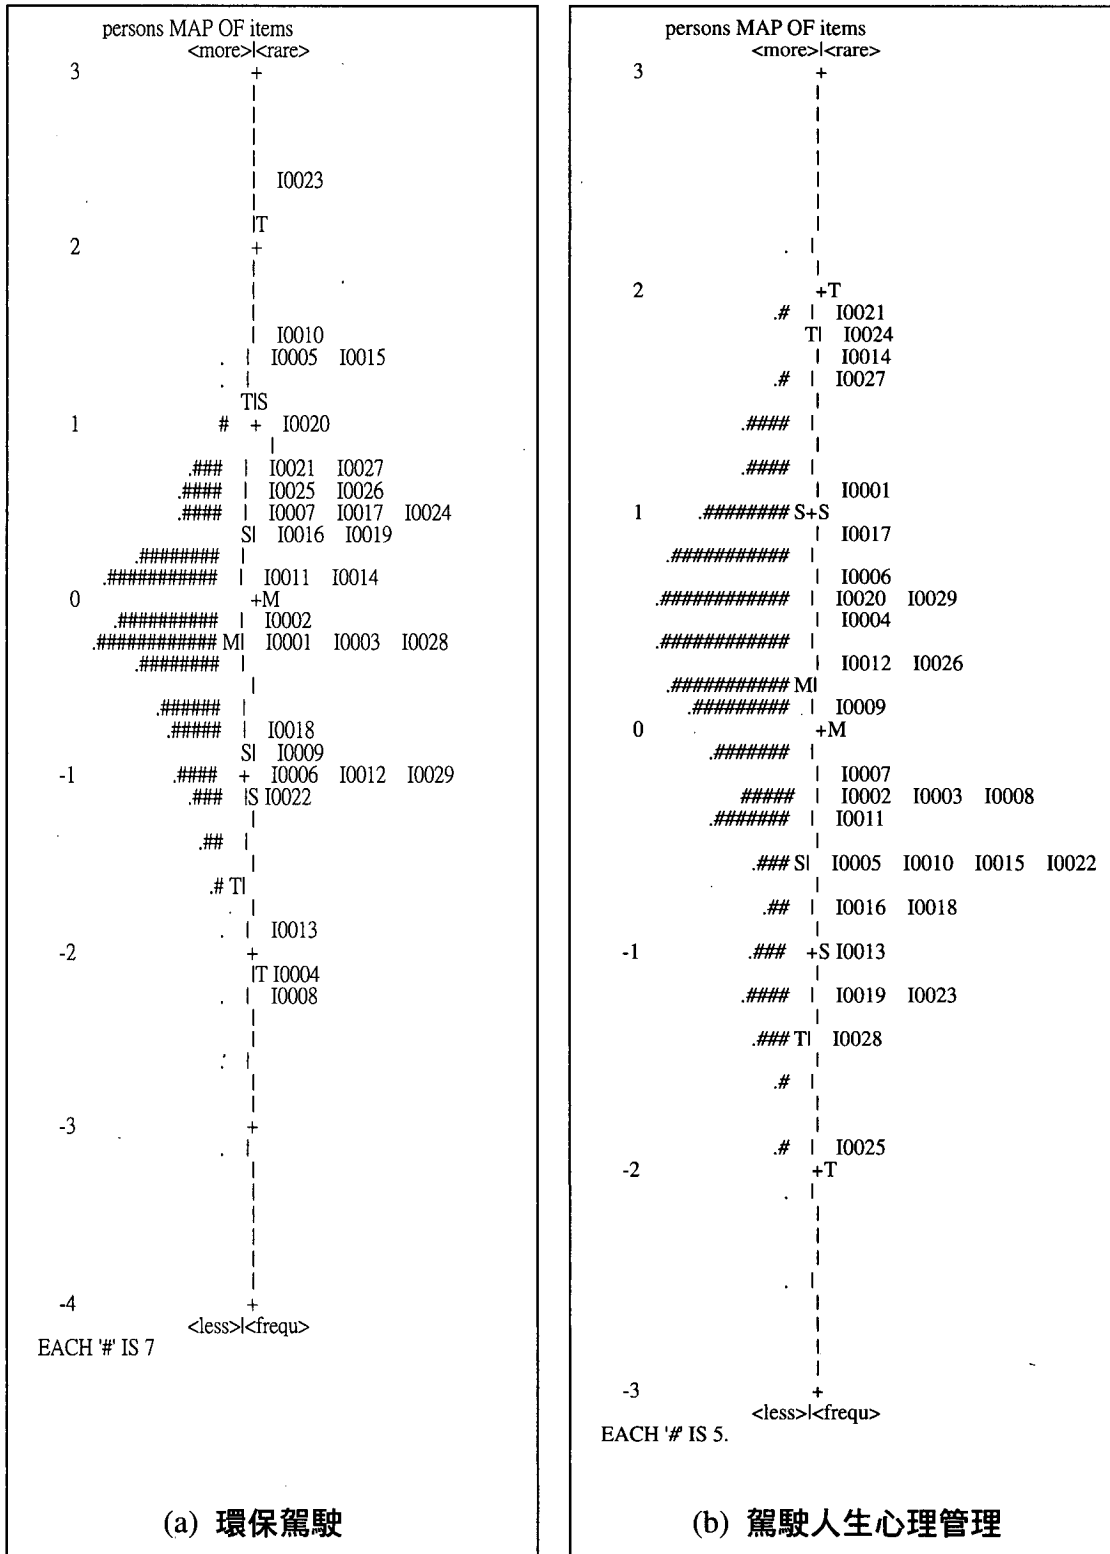 persons MAP OF items
<more>|<rare>
3 +
|
|
|
|
| I0023
|
|T
2 +
|
|
|
| I0010
. | I0005 I0015
. |
T|S
1 # + I0020
|
.### | I0021 I0027
.#### | I0025 I0026
.#### | I0007 I0017 I0024
S| I0016 I0019
.######## |
.########### | I0011 I0014
0 +M
.########## | I0002
.############ M| I0001 I0003 I0028
.######## |
|
.###### |
.##### | I0018
S| I0009
-1 .#### + I0006 I0012 I0029
.### |S I0022
|
.## |
|
.# T|
|
. | I0013
-2 +
|T I0004
. | I0008
|
|
. |
|
|
-3 +
. |
|
|
|
|
|
|
-4 +
<less>|<frequ>
EACH '#' IS 7
(a) 環保駕駛
persons MAP OF items
<more>|<rare>
3 +
|
|
|
|
|
|
|
. |
|
2 +T
.# | I0021
T| I0024
| I0014
.# | I0027
|
.#### |
|
.#### |
| I0001
1 .######## S+S
| I0017
.########### |
| I0006
.############ | I0020 I0029
| I0004
.############ |
| I0012 I0026
.########### M|
.######### | I0009
0 +M
.####### |
| I0007
##### | I0002 I0003 I0008
.####### | I0011
|
.### S| I0005 I0010 I0015 I0022
|
.## | I0016 I0018
|
-1 .### +S I0013
|
.#### | I0019 I0023
|
.### T| I0028
|
.# |
|
|
.# | I0025
-2 +T
. |
|
|
|
. |
|
|
|
|
-3 +
<less>|<frequ>
EACH '#' IS 5.
(b) 駕駛人生心理管理